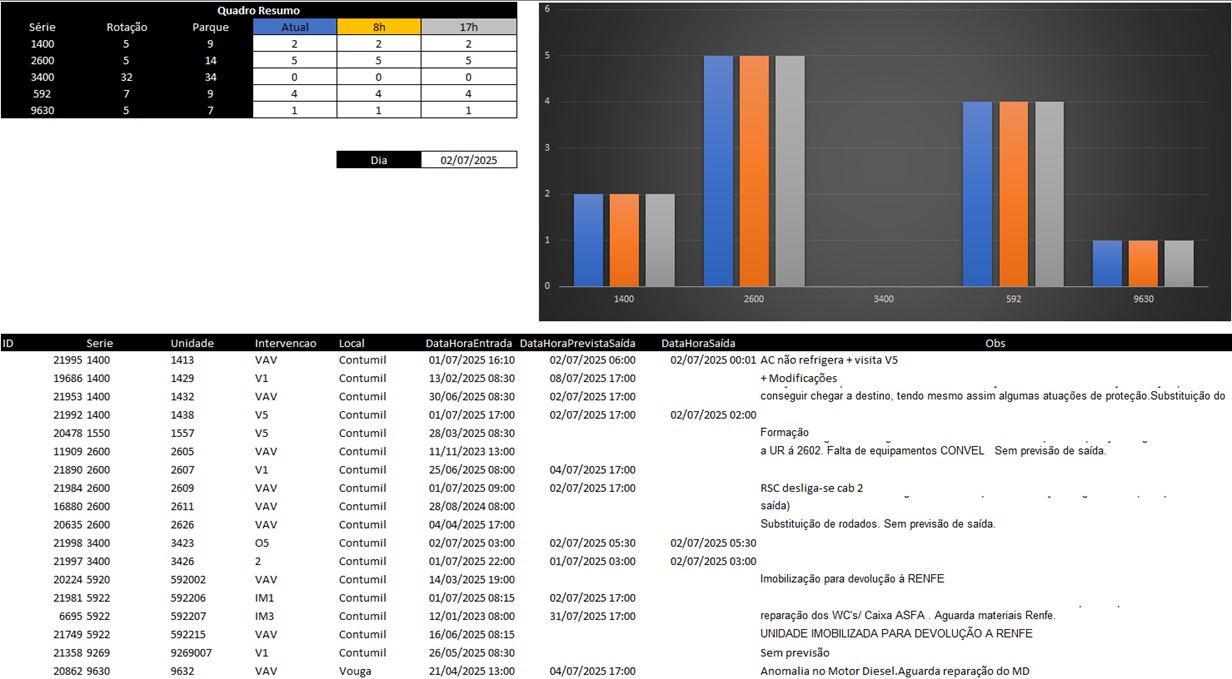 Quadro Resumo
Série Rotação Parque Atual 8h 17h
1400 5 9 2 2 2
2600 5 14 5 5 5
3400 32 34 0 0 0
592 7 9 4 4 4
9630 5 7 1 1 1
Dia 02/07/2025
6
5
4
3
2
1
0
1400 2600 3400 592 9630
ID Serie Unidade Intervencao Local DataHoraEntrada DataHoraPrevistaSaída DataHoraSaída Obs
21995 1400 1413 VAV Contumil 01/07/2025 16:10 02/07/2025 06:00 02/07/2025 00:01 AC não refrigera + visita V5
19686 1400 1429 V1 Contumil 13/02/2025 08:30 08/07/2025 17:00 + Modificações
21953 1400 1432 VAV Contumil 30/06/2025 08:30 02/07/2025 17:00 conseguir chegar a destino, tendo mesmo assim algumas atuações de proteção.Substituição do
21992 1400 1438 V5 Contumil 01/07/2025 17:00 02/07/2025 17:00 02/07/2025 02:00
20478 1550 1557 V5 Contumil 28/03/2025 08:30 Formação
11909 2600 2605 VAV Contumil 11/11/2023 13:00 a UR á 2602. Falta de equipamentos CONVEL Sem previsão de saída.
21890 2600 2607 V1 Contumil 25/06/2025 08:00 04/07/2025 17:00
21984 2600 2609 VAV Contumil 01/07/2025 09:00 02/07/2025 17:00 RSC desliga-se cab 2
16880 2600 2611 VAV Contumil 28/08/2024 08:00 saída)
20635 2600 2626 VAV Contumil 04/04/2025 17:00 Substituição de rodados. Sem previsão de saída.
21998 3400 3423 O5 Contumil 02/07/2025 03:00 02/07/2025 05:30 02/07/2025 05:30
21997 3400 3426 2 Contumil 01/07/2025 22:00 01/07/2025 03:00 02/07/2025 03:00
20224 5920 592002 VAV Contumil 14/03/2025 19:00 Imobilização para devolução à RENFE
21981 5922 592206 IM1 Contumil 01/07/2025 08:15 02/07/2025 17:00
6695 5922 592207 IM3 Contumil 12/01/2023 08:00 31/07/2025 17:00 reparação dos WC's/ Caixa ASFA . Aguarda materiais Renfe.
21749 5922 592215 VAV Contumil 16/06/2025 08:15 UNIDADE IMOBILIZADA PARA DEVOLUÇÃO A RENFE
21358 9269 9269007 V1 Contumil 26/05/2025 08:30 Sem previsão
20862 9630 9632 VAV Vouga 21/04/2025 13:00 04/07/2025 17:00 Anomalia no Motor Diesel.Aguarda reparação do MD